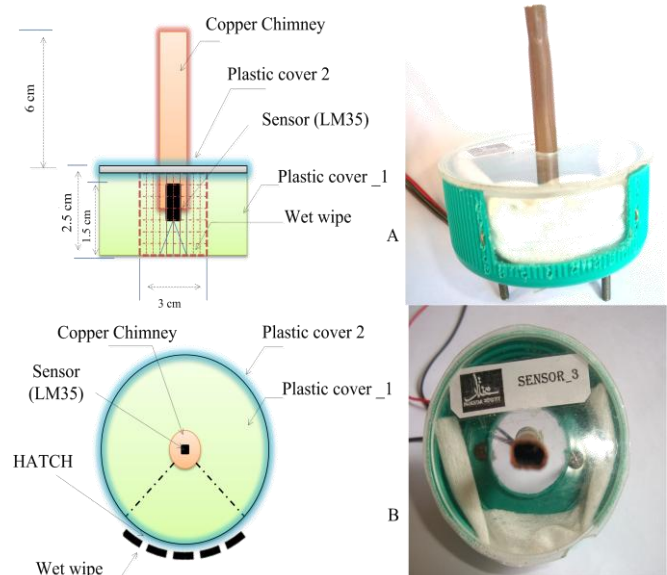 Copper Chimney
Plastic cover 2
Sensor (LM35)
Plastic cover _1
Wet wipe
6 cm
2.5 cm
1.5 cm
3 cm
A
Copper Chimney
Plastic cover 2
Sensor
(LM35)
Plastic cover _1
HATCH
Wet wipe
B
SENSOR_3